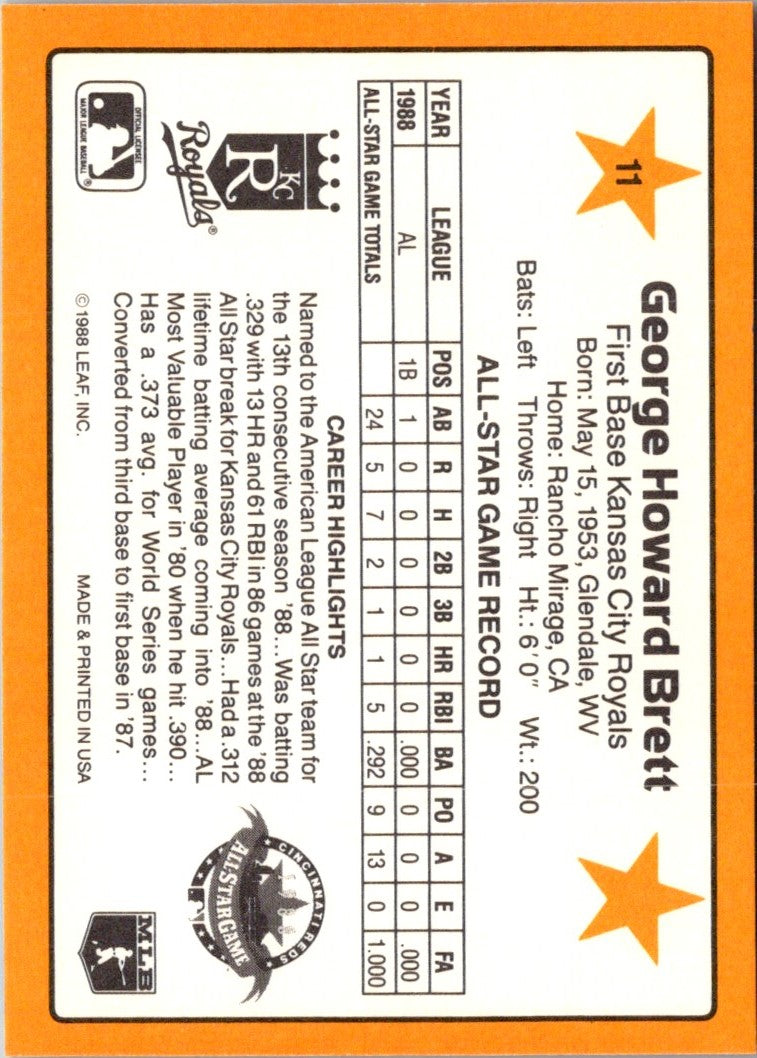 11
George Howard Brett
First Base Kansas City Royals
Born: May 15, 1953, Glendale, WV
Home: Rancho Mirage, CA
Bats: Left Throws: Right Ht.: 6'0" Wt.: 200
ALL-STAR GAME RECORD
YEAR LEAGUE POS AB R H 2B 3B HR RBI BA PO A E FA
1988 AL 1B 1 0 0 0 0 0 0 .000 0 0 0 .000
ALL-STAR GAME TOTALS 24 5 7 2 1 1 5 .292 9 13 0 1.000
KC
R
Royals®
OFFICIAL LICENSEE
MAJOR LEAGUE BASEBALL ®
CAREER HIGHLIGHTS
Named to the American League All Star team for
the 13th consecutive season '88... Was batting
.329 with 13 HR and 61 RBI in 86 games at the '88
All Star break for Kansas City Royals... Had a .312
lifetime batting average coming into '88....AL
Most Valuable Player in '80 when he hit .390...
Has a .373 avg. for World Series games...
Converted from third base to first base in '87.
© 1988 LEAF, INC. MADE & PRINTED IN USA
CINCINNATI REDS
ALL-STAR GAME
MLB